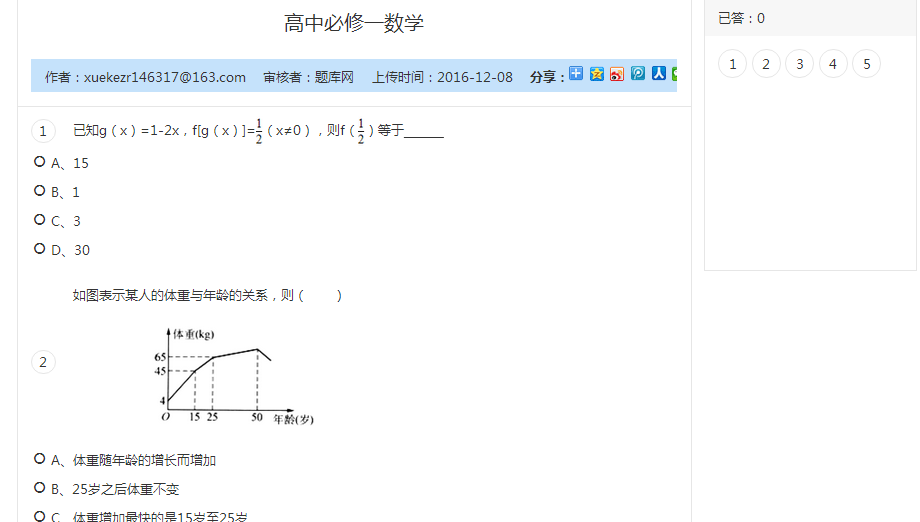 高中必修一数学
已答：0
作者：xuekezr146317@163.com 审核者：题库网 上传时间：2016-12-08 分享：
1 2 3 4 5
1 已知g（x）=1-2x，f[g（x）]=1/2（x≠0），则f（1/2）等于______
A、15
B、1
C、3
D、30
如图表示某人的体重与年龄的关系，则（ ）
2
体重(kg)
65
45
4
O 15 25 50 年龄(岁)
A、体重随年龄的增长而增加
B、25岁之后体重不变
C、体重增加最快的是15岁至25岁